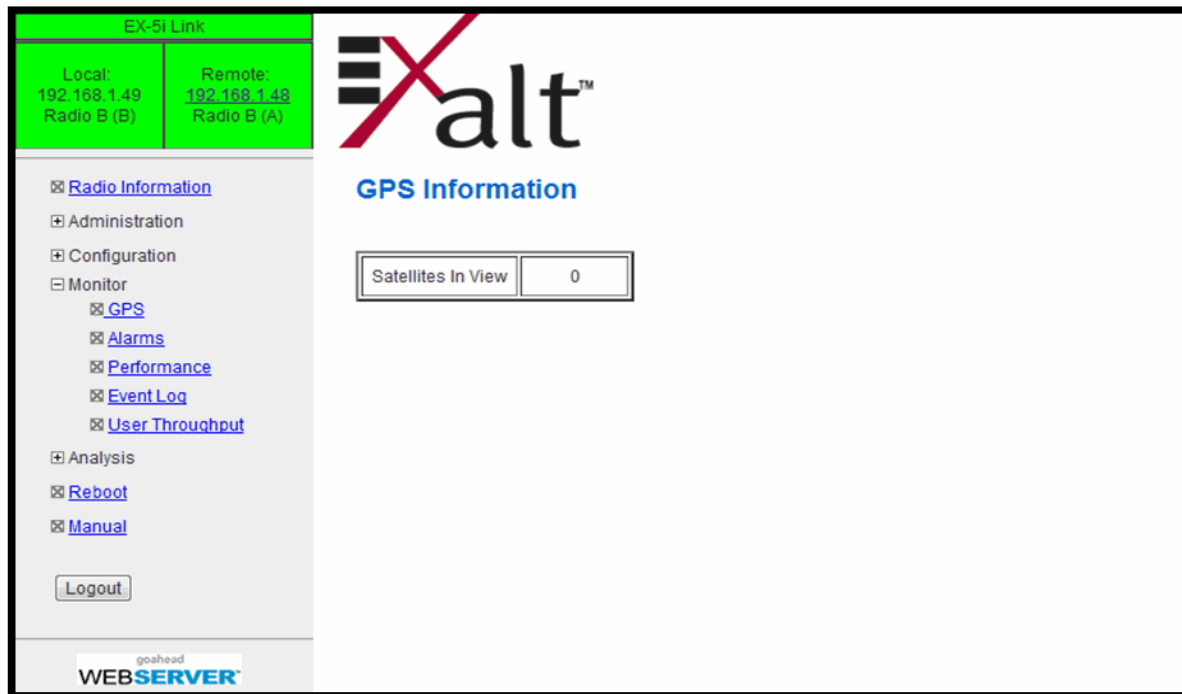 EX-5i Link
Local:
192.168.1.49
Radio B (B)
Remote:
192.168.1.48
Radio B (A)
Radio Information
Administration
Configuration
Monitor
GPS
Alarms
Performance
Event Log
User Throughput
Analysis
Reboot
Manual
Logout
goahead
WEBSERVER
EXalt™
GPS Information
Satellites In View 0